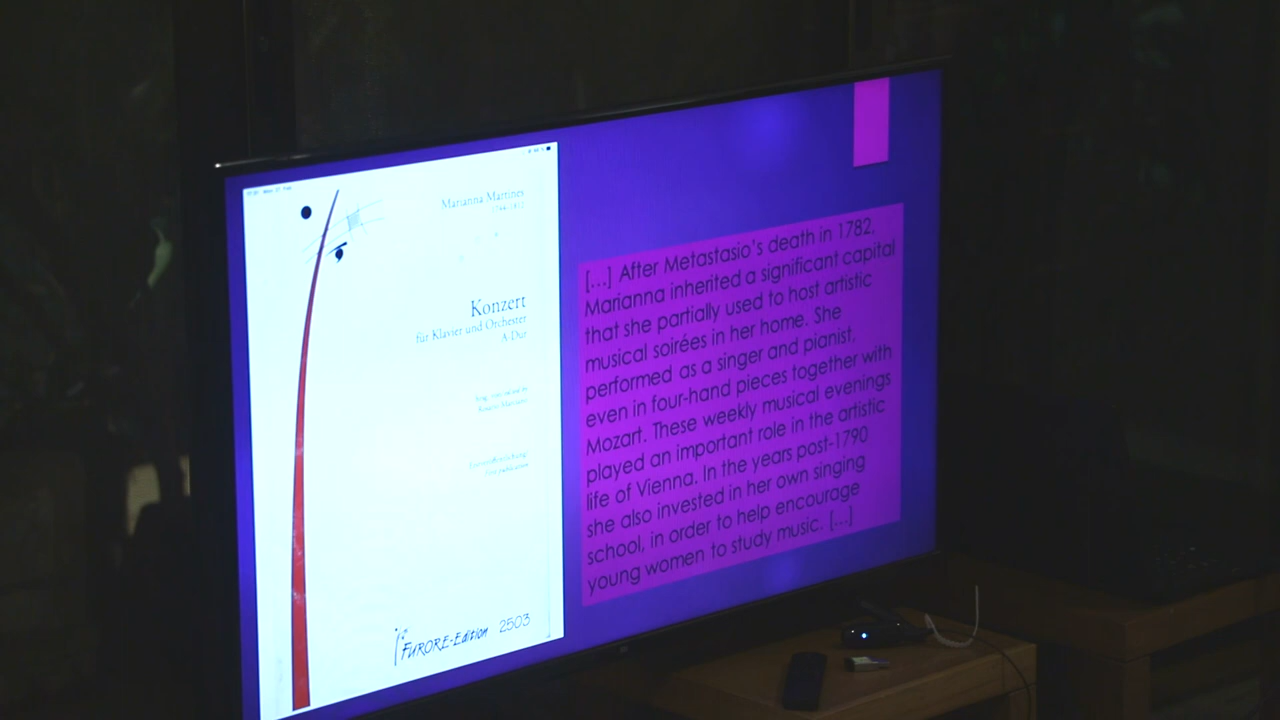 Marianna Martines
Konzert
für Klavier und Orchester
A-Dur
FURORE-Edition 2503
[...] After Metastasio's death in 1782,
Marianna inherited a significant capital
that she partially used to host artistic
musical soirées in her home. She
performed as a singer and pianist,
even in four-hand pieces together with
Mozart. These weekly musical evenings
played an important role in the artistic
life of Vienna. In the years post-1790
she also invested in her own singing
school, in order to help encourage
young women to study music. [...]